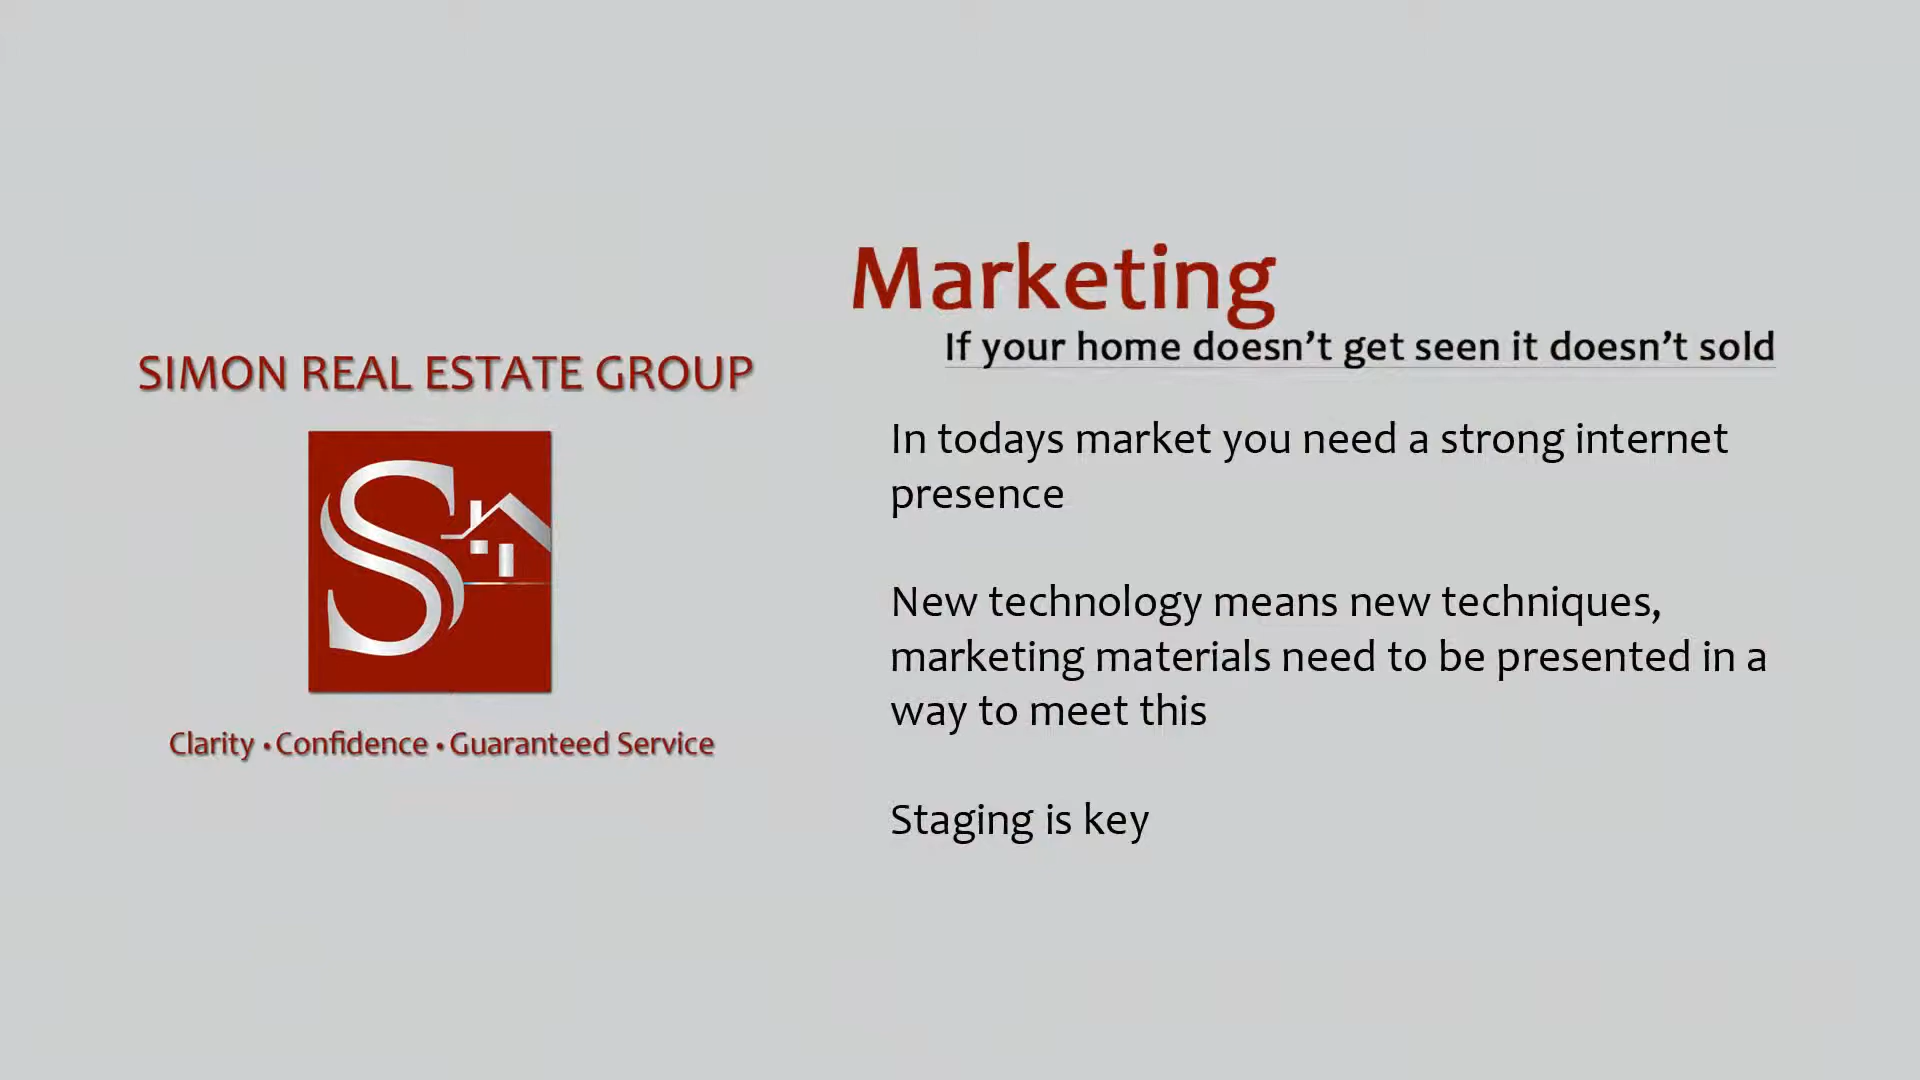 SIMON REAL ESTATE GROUP
Clarity • Confidence • Guaranteed Service
Marketing
If your home doesn’t get seen it doesn’t sold
In todays market you need a strong internet
presence
New technology means new techniques,
marketing materials need to be presented in a
way to meet this
Staging is key